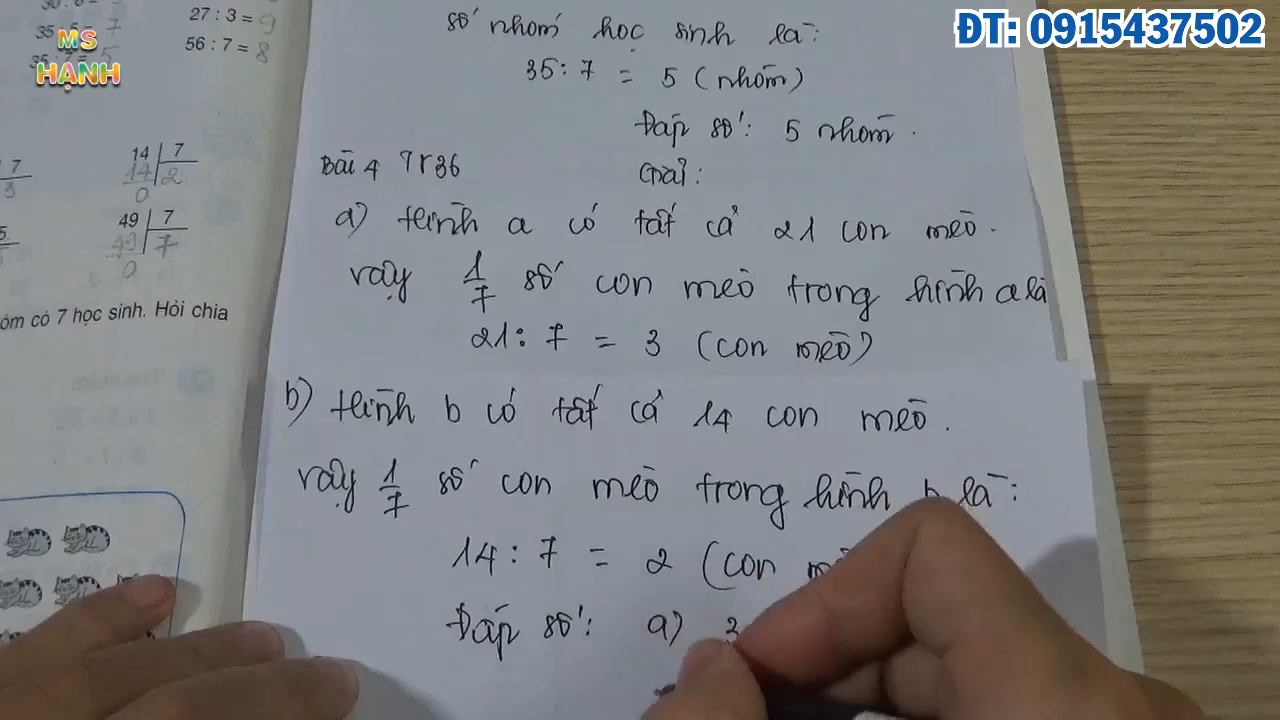 ĐT: 0915437502
MS
HẠNH
27 : 3 = 9
56 : 7 = 8
14 7
14 2
0
49 7
49 7
0
có 7 học sinh. Hỏi chia
số nhóm học sinh là:
35 : 7 = 5 (nhóm)
Đáp số: 5 nhóm.
Bài 4 Tr36
Giải:
a) Hình a có tất cả 21 con mèo.
Vậy 1/7 số con mèo trong hình a là
21 : 7 = 3 (con mèo)
b) Hình b có tất cả 14 con mèo.
Vậy 1/7 số con mèo trong hình b là:
14 : 7 = 2 (con
Đáp số: a) 3